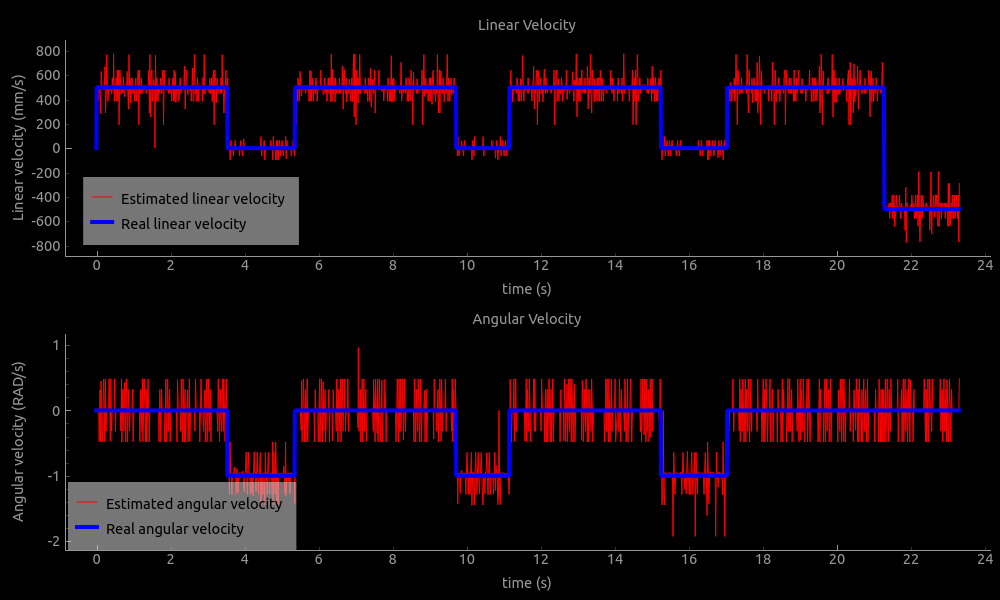 Linear Velocity
Linear velocity (mm/s)
800
600
400
200
0
-200
-400
-600
-800
Estimated linear velocity
Real linear velocity
0 2 4 6 8 10 12 14 16 18 20 22 24
time (s)
Angular Velocity
Angular velocity (RAD/s)
1
0
-1
-2
Estimated angular velocity
Real angular velocity
0 2 4 6 8 10 12 14 16 18 20 22 24
time (s)